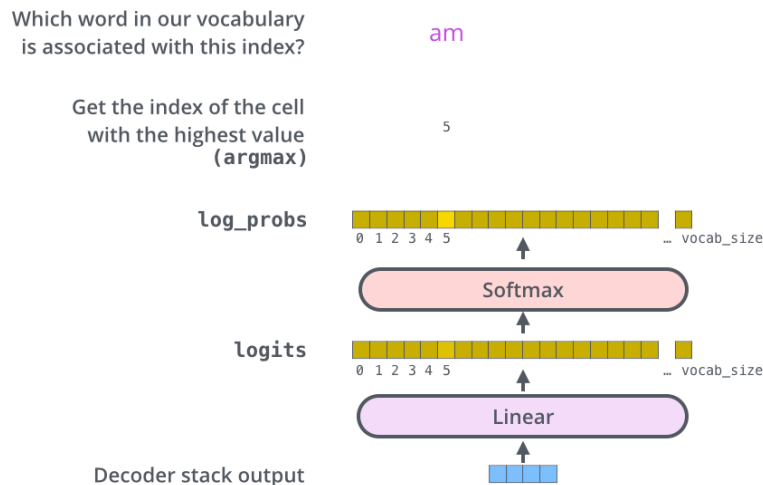 Which word in our vocabulary
is associated with this index?
am
Get the index of the cell
with the highest value
(argmax)
5
log_probs
0 1 2 3 4 5 … vocab_size
Softmax
logits
0 1 2 3 4 5 … vocab_size
Linear
Decoder stack output